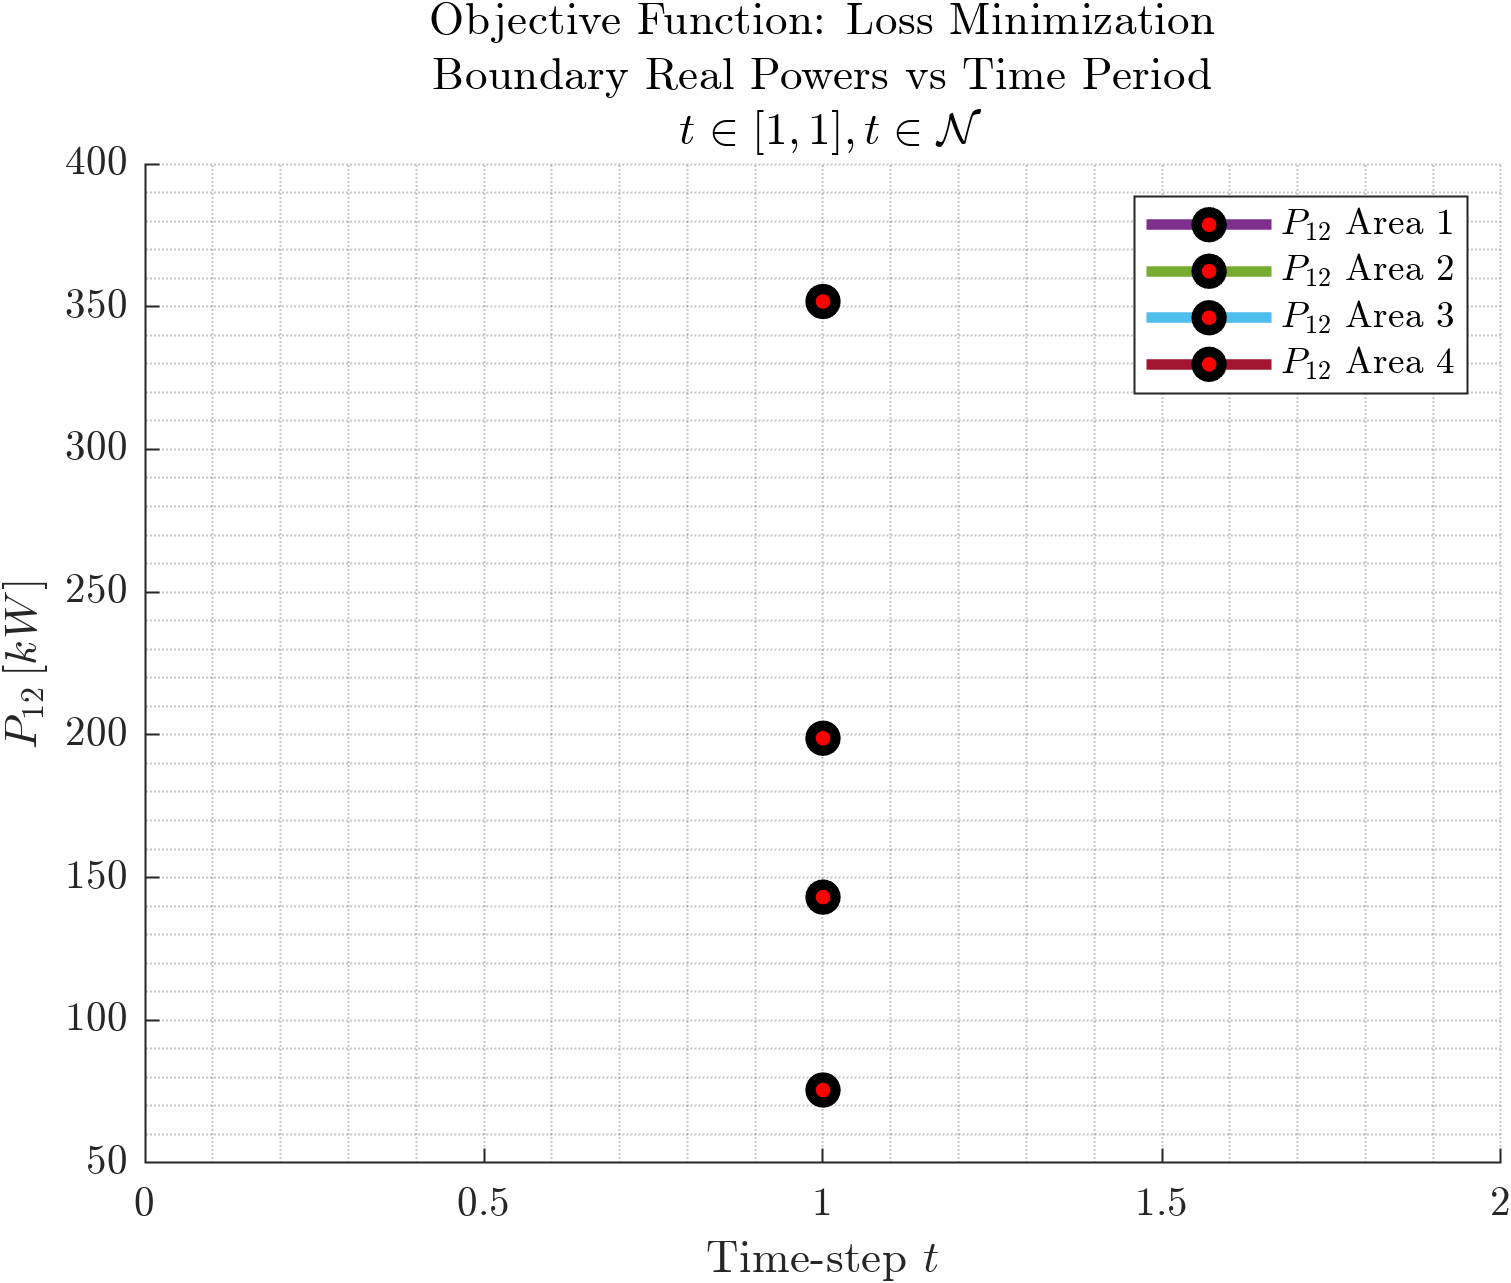 Objective Function: Loss Minimization
Boundary Real Powers vs Time Period
t ∈ [1, 1], t ∈ 𝒩
400
350
300
250
200
150
100
50
P₁₂ [kW]
P₁₂ Area 1
P₁₂ Area 2
P₁₂ Area 3
P₁₂ Area 4
0 0.5 1 1.5 2
Time-step t